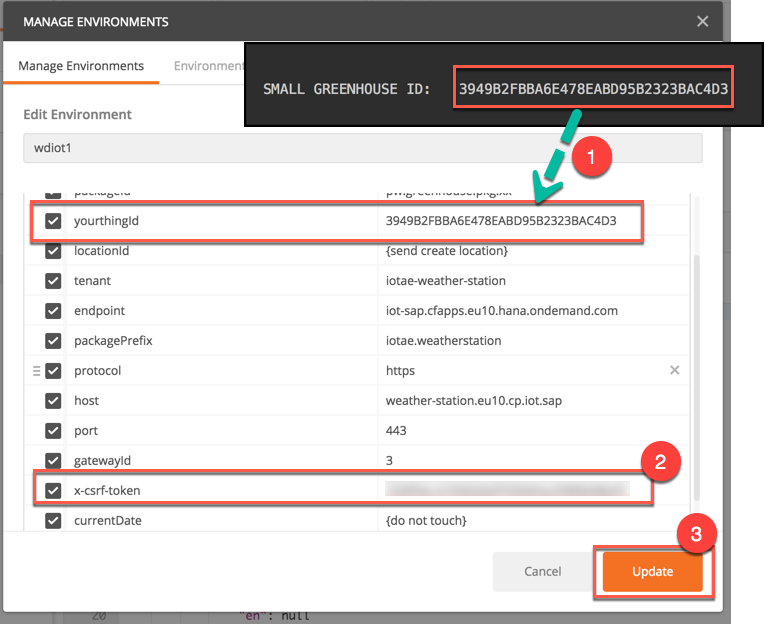 MANAGE ENVIRONMENTS
Manage Environments Environment
SMALL GREENHOUSE ID: 3949B2FBBA6E478EABD95B2323BAC4D3
Edit Environment
1
wdiot1
packageId pw.greenhouse.pkg.xx
yourthingId 3949B2FBBA6E478EABD95B2323BAC4D3
locationId {send create location}
tenant iotae-weather-station
endpoint iot-sap.cfapps.eu10.hana.ondemand.com
packagePrefix iotae.weatherstation
protocol https
host weather-station.eu10.cp.iot.sap
port 443
gatewayId 3
2
x-csrf-token
currentDate {do not touch}
3
Cancel Update
20 "en": null